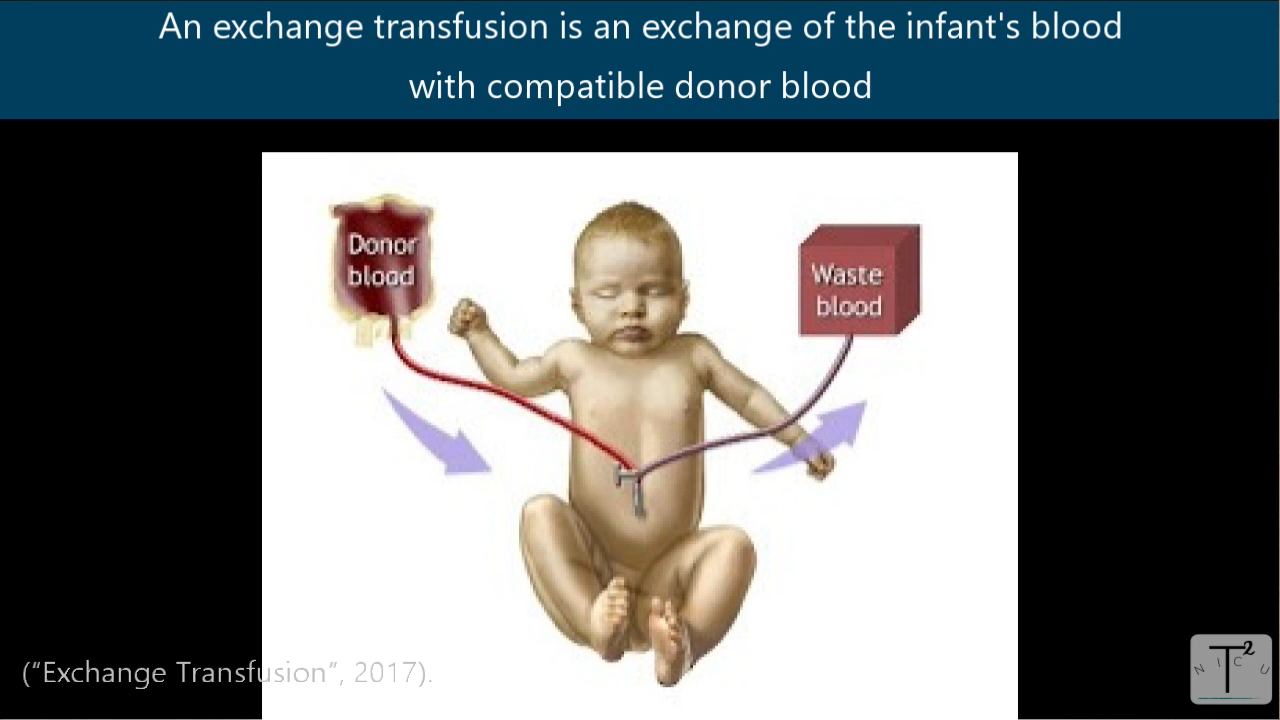 An exchange transfusion is an exchange of the infant's blood
with compatible donor blood
Donor
blood
Waste
blood
(“Exchange Transfusion”, 2017).
N I C U
T²